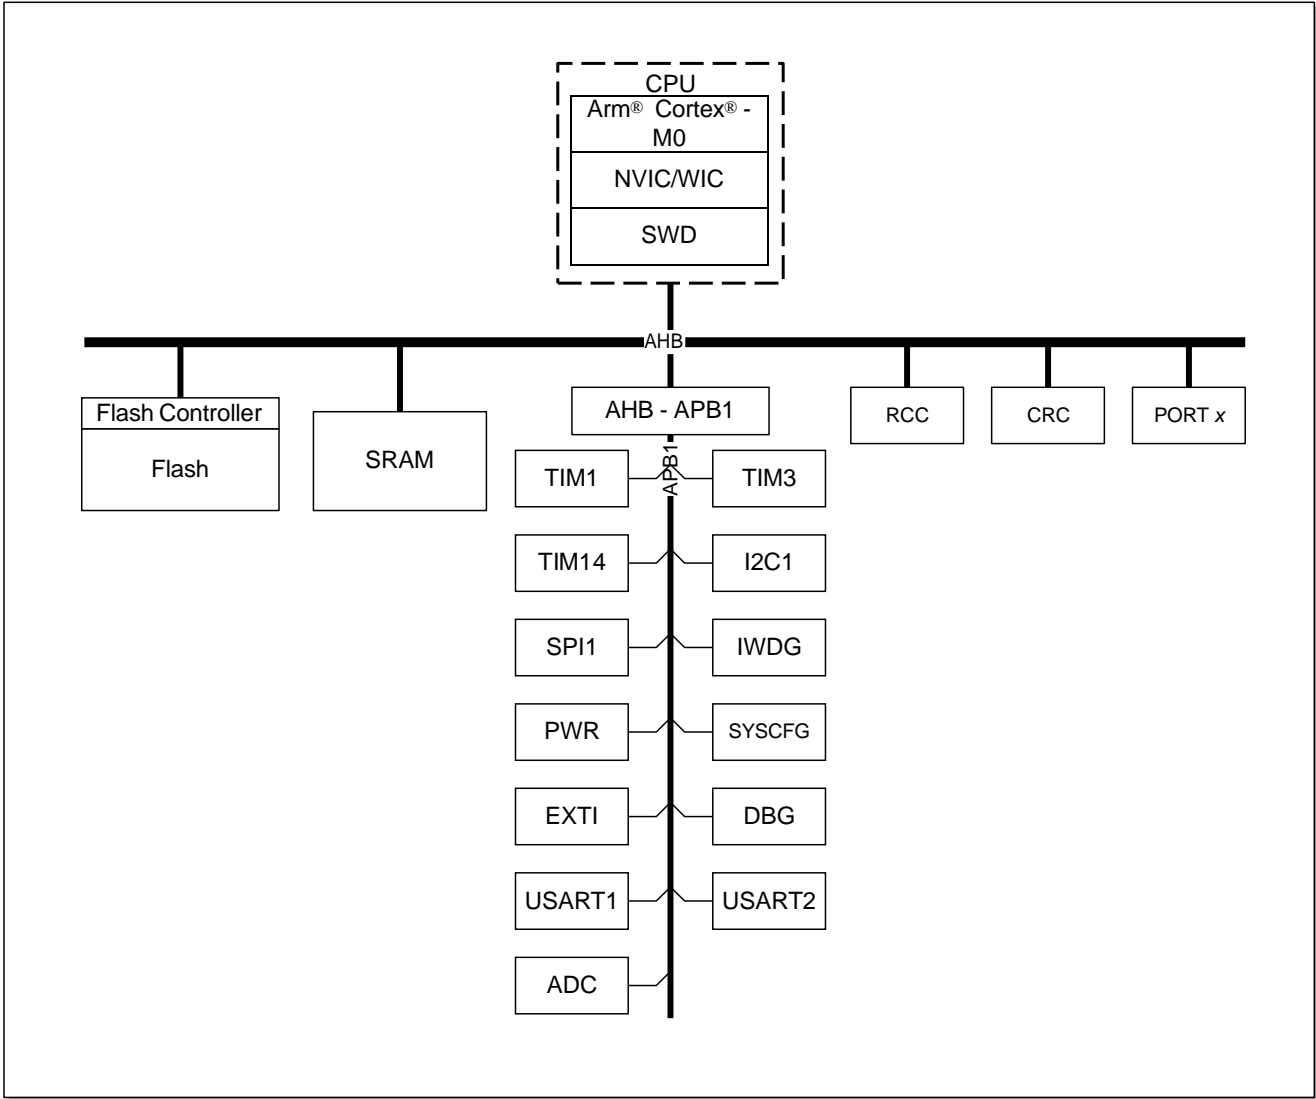 CPU
Arm® Cortex® -
M0
NVIC/WIC
SWD
AHB
Flash Controller
Flash
SRAM
AHB - APB1
RCC
CRC
PORT x
APB1
TIM1
TIM3
TIM14
I2C1
SPI1
IWDG
PWR
SYSCFG
EXTI
DBG
USART1
USART2
ADC